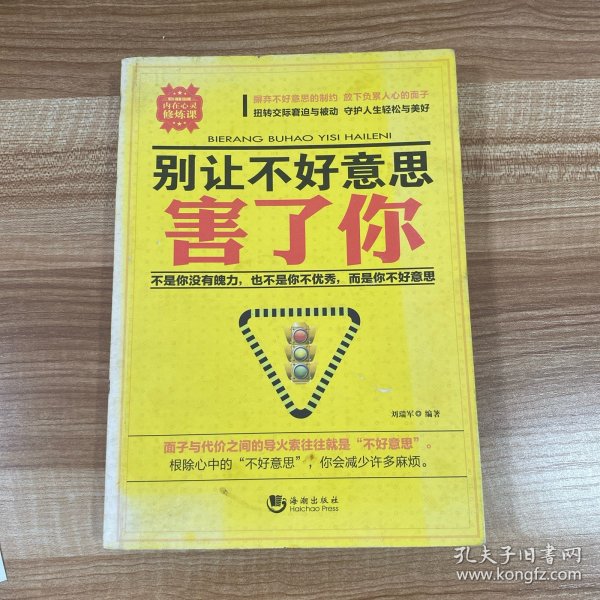 内在心灵
修炼课
摒弃不好意思的制约 放下负累人心的面子
扭转交际窘迫与被动 守护人生轻松与美好
BIERANG BUHAO YISI HAILENI
别让不好意思
害了你
不是你没有魄力，也不是你不优秀，而是你不好意思
刘瑞军 编著
面子与代价之间的导火索往往就是“不好意思”。
根除心中的“不好意思”，你会减少许多麻烦。
海潮出版社
Haichao Press
孔夫子旧书网
www.kongfz.com